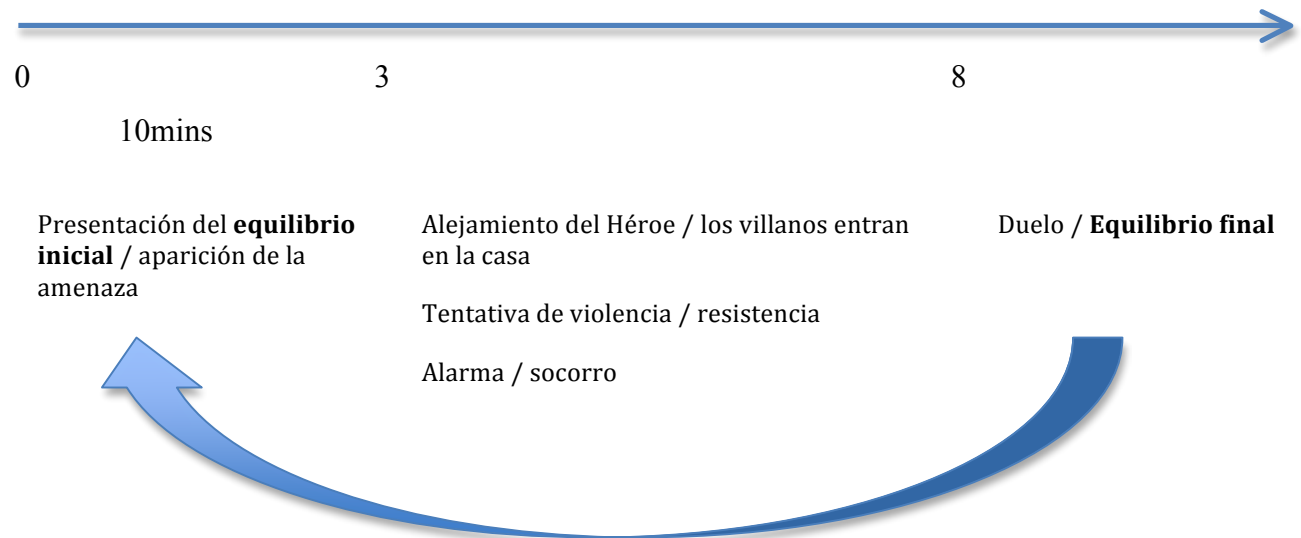 0 3 8
10mins
Presentación del equilibrio
inicial / aparición de la
amenaza
Alejamiento del Héroe / los villanos entran
en la casa
Tentativa de violencia / resistencia
Alarma / socorro
Duelo / Equilibrio final